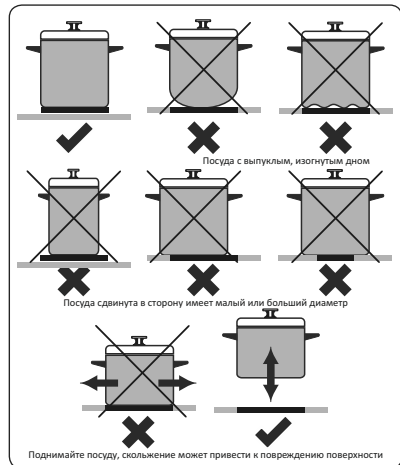 Посуда с выпуклым, изогнутым дном
Посуда сдвинута в сторону имеет малый или больший диаметр
Поднимайте посуду, скольжение может привести к повреждению поверхности